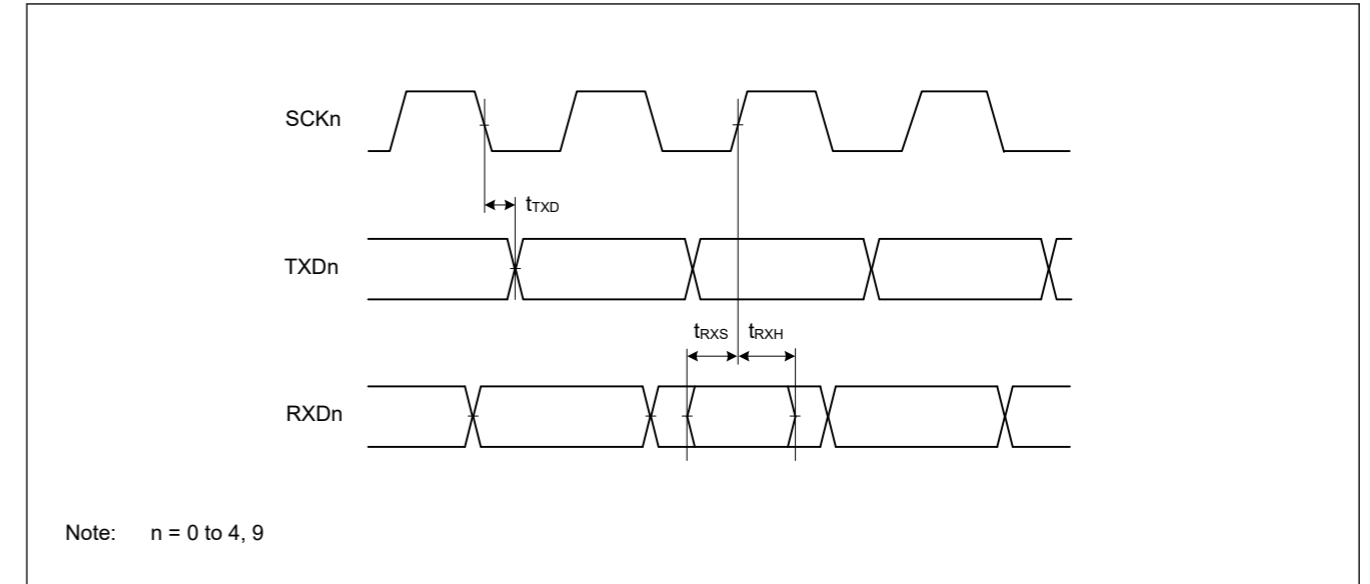 SCKn
tTXD
TXDn
tRXS tRXH
RXDn
Note: n = 0 to 4, 9